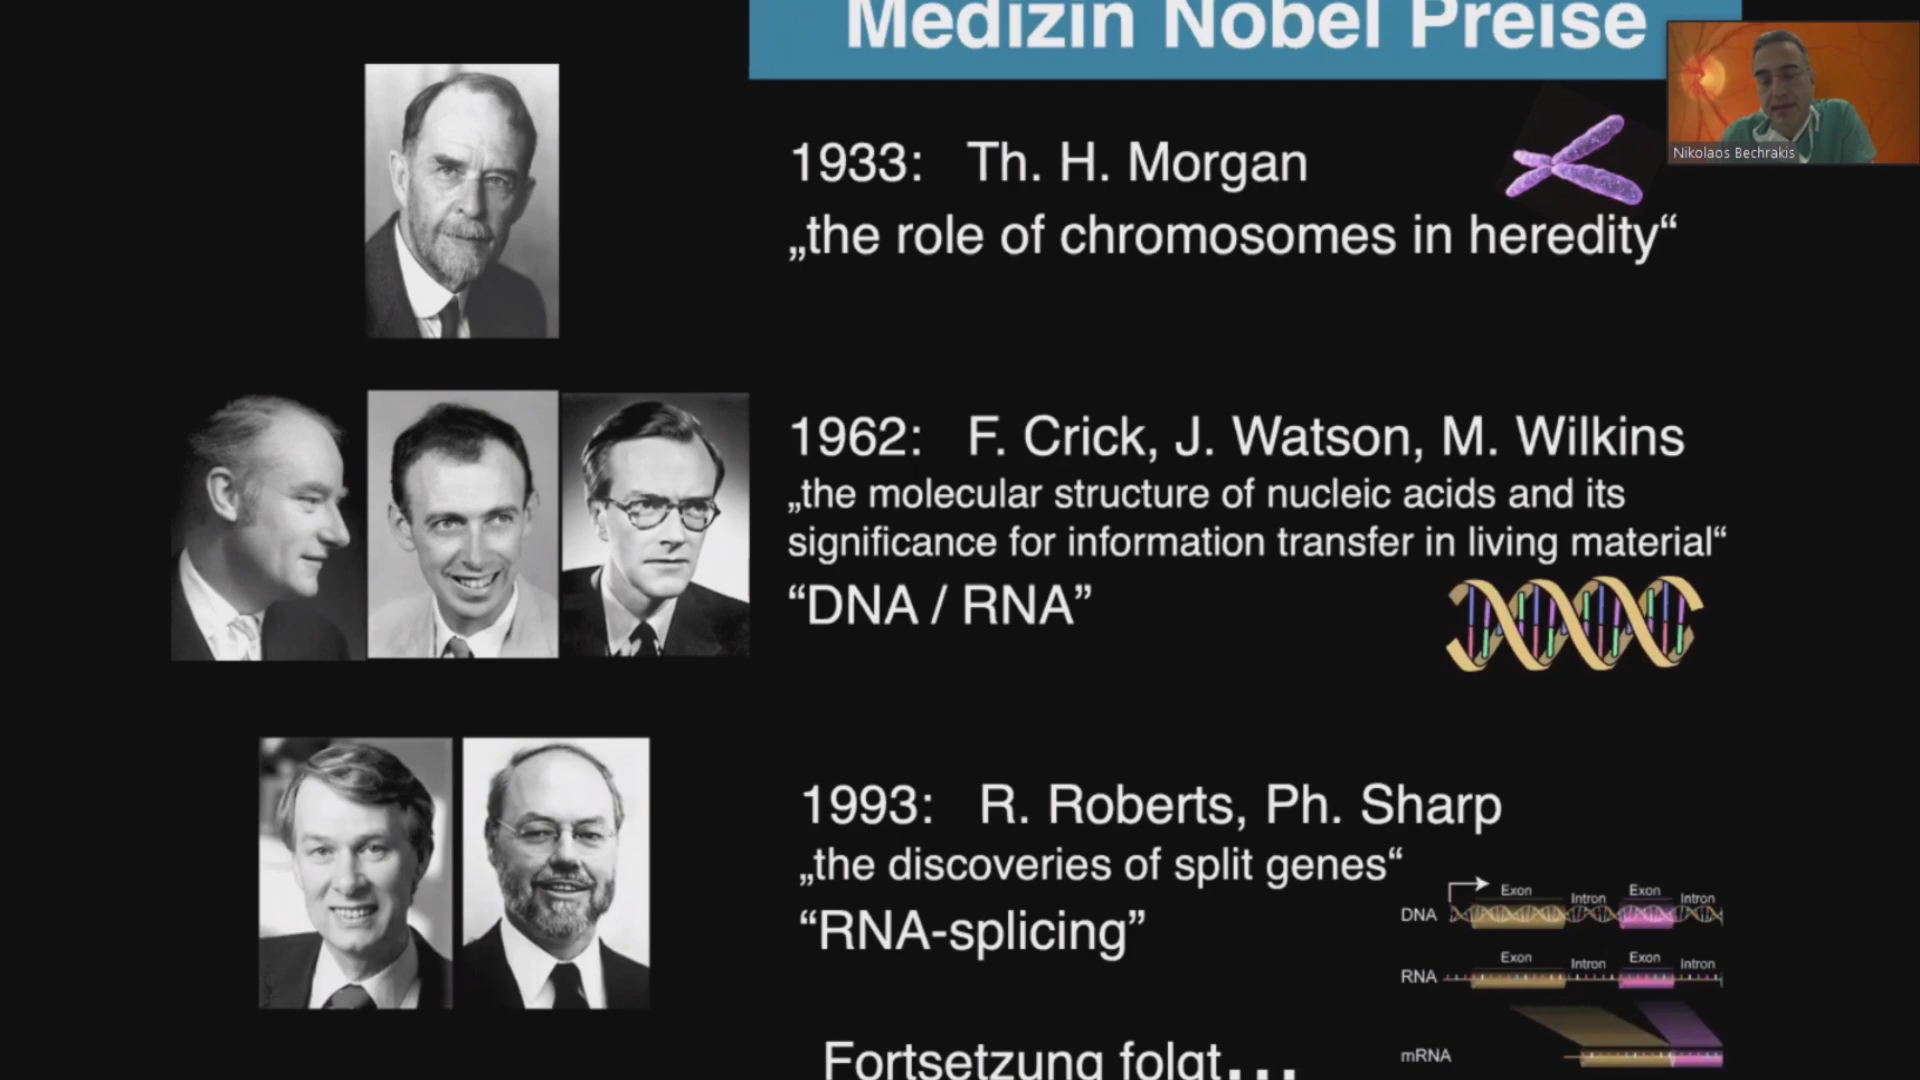 Medizin Nobel Preise
Nikolaos Bechrakis
1933: Th. H. Morgan
„the role of chromosomes in heredity“
1962: F. Crick, J. Watson, M. Wilkins
„the molecular structure of nucleic acids and its
significance for information transfer in living material“
“DNA / RNA”
1993: R. Roberts, Ph. Sharp
„the discoveries of split genes“
“RNA-splicing”
Exon Intron Exon Intron
DNA
Exon Intron Exon Intron
RNA
mRNA
Fortsetzung folgt...